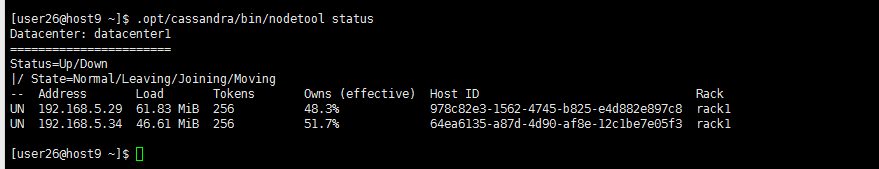 [user26@host9 ~]$ .opt/cassandra/bin/nodetool status
Datacenter: datacenter1
=======================
Status=Up/Down
|/ State=Normal/Leaving/Joining/Moving
--  Address       Load       Tokens       Owns (effective)  Host ID                               Rack
UN  192.168.5.29  61.83 MiB  256          48.3%             978c82e3-1562-4745-b825-e4d882e897c8  rack1
UN  192.168.5.34  46.61 MiB  256          51.7%             64ea6135-a87d-4d90-af8e-12c1be7e05f3  rack1
[user26@host9 ~]$